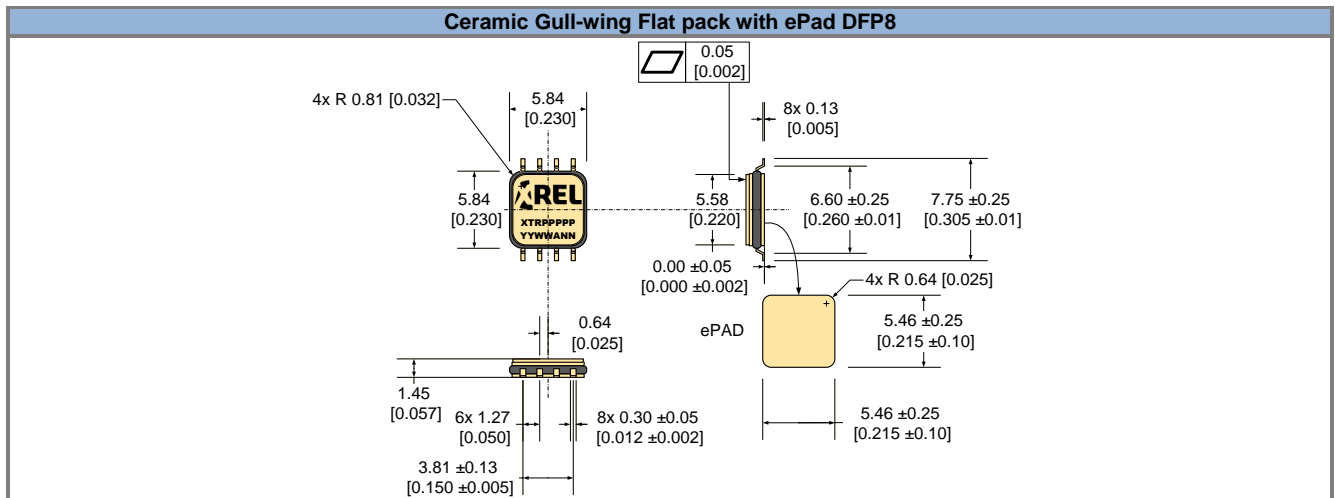 Ceramic Gull-wing Flat pack with ePad DFP8
0.05
[0.002]
4x R 0.81 [0.032]
5.84
[0.230]
8x 0.13
[0.005]
5.84
[0.230]
XREL
XTRPPPPP
YYWWANN
5.58
[0.220]
6.60 ±0.25
[0.260 ±0.01]
7.75 ±0.25
[0.305 ±0.01]
0.00 ±0.05
[0.000 ±0.002]
4x R 0.64 [0.025]
ePAD
5.46 ±0.25
[0.215 ±0.10]
0.64
[0.025]
1.45
[0.057]
6x 1.27
[0.050]
8x 0.30 ±0.05
[0.012 ±0.002]
5.46 ±0.25
[0.215 ±0.10]
3.81 ±0.13
[0.150 ±0.005]